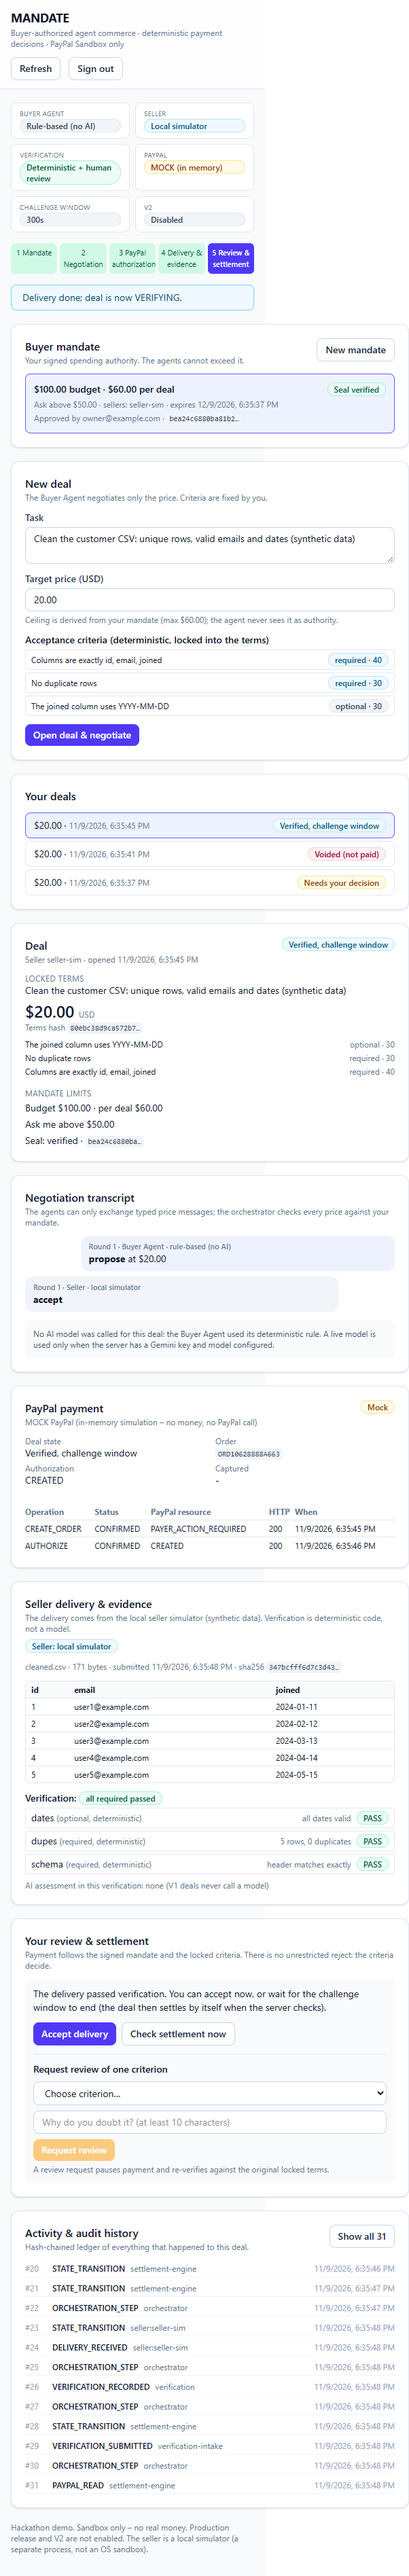 MANDATE
Buyer-authorized agent commerce · deterministic payment
decisions · PayPal Sandbox only
Refresh Sign out
BUYER AGENT SELLER
Rule-based (no AI) Local simulator
VERIFICATION PAYPAL
Deterministic + human
review
MOCK (in memory)
CHALLENGE WINDOW V2
300s Disabled
1 Mandate
2
Negotiation
3 PayPal
authorization
4 Delivery &
evidence
5 Review &
settlement
Delivery done; deal is now VERIFYING.
Buyer mandate
Your signed spending authority. The agents cannot exceed it.
New mandate
$100.00 budget · $60.00 per deal Seal verified
Ask above $50.00 · sellers: seller-sim · expires 12/9/2026, 6:35:37 PM
Approved by owner@example.com · bea24c6880ba81b2…
New deal
The Buyer Agent negotiates only the price. Criteria are fixed by you.
Task
Clean the customer CSV: unique rows, valid emails and dates (synthetic data)
Target price (USD)
20.00
Ceiling is derived from your mandate (max $60.00); the agent never sees it as authority.
Acceptance criteria (deterministic, locked into the terms)
Columns are exactly id, email, joined required · 40
No duplicate rows required · 30
The joined column uses YYYY-MM-DD optional · 30
Open deal & negotiate
Your deals
$20.00 · 11/9/2026, 6:35:45 PM Verified, challenge window
$20.00 · 11/9/2026, 6:35:41 PM Voided (not paid)
$20.00 · 11/9/2026, 6:35:37 PM Needs your decision
Deal Verified, challenge window
Seller seller-sim · opened 11/9/2026, 6:35:45 PM
LOCKED TERMS
Clean the customer CSV: unique rows, valid emails and dates (synthetic data)
$20.00 USD
Terms hash 80ebc38d9ca572b7…
The joined column uses YYYY-MM-DD optional · 30
No duplicate rows required · 30
Columns are exactly id, email, joined required · 40
MANDATE LIMITS
Budget $100.00 · per deal $60.00
Ask me above $50.00
Seal: verified · bea24c6880ba…
Negotiation transcript
The agents can only exchange typed price messages; the orchestrator checks every price against your
mandate.
Round 1 · Buyer Agent · rule-based (no AI)
propose at $20.00
Round 1 · Seller · local simulator
accept
No AI model was called for this deal: the Buyer Agent used its deterministic rule. A live model is
used only when the server has a Gemini key and model configured.
PayPal payment Mock
MOCK PayPal (in-memory simulation – no money, no PayPal call)
Deal state Order
Verified, challenge window ORD10628888A663
Authorization Captured
CREATED -
Operation Status PayPal resource HTTP When
CREATE_ORDER CONFIRMED PAYER_ACTION_REQUIRED 200 11/9/2026, 6:35:45 PM
AUTHORIZE CONFIRMED CREATED 200 11/9/2026, 6:35:46 PM
Seller delivery & evidence
The delivery comes from the local seller simulator (synthetic data). Verification is deterministic code,
not a model.
Seller: local simulator
cleaned.csv · 171 bytes · submitted 11/9/2026, 6:35:48 PM · sha256 347bcfff6d7c3d43…
id email joined
1 user1@example.com 2024-01-11
2 user2@example.com 2024-02-12
3 user3@example.com 2024-03-13
4 user4@example.com 2024-04-14
5 user5@example.com 2024-05-15
Verification: all required passed
dates (optional, deterministic) all dates valid PASS
dupes (required, deterministic) 5 rows, 0 duplicates PASS
schema (required, deterministic) header matches exactly PASS
AI assessment in this verification: none (V1 deals never call a model)
Your review & settlement
Payment follows the signed mandate and the locked criteria. There is no unrestricted reject: the criteria
decide.
The delivery passed verification. You can accept now, or wait for the challenge
window to end (the deal then settles by itself when the server checks).
Accept delivery Check settlement now
Request review of one criterion
Choose criterion...
Why do you doubt it? (at least 10 characters)
Request review
A review request pauses payment and re-verifies against the original locked terms.
Activity & audit history
Hash-chained ledger of everything that happened to this deal.
Show all 31
#20 STATE_TRANSITION settlement-engine 11/9/2026, 6:35:46 PM
#21 STATE_TRANSITION settlement-engine 11/9/2026, 6:35:47 PM
#22 ORCHESTRATION_STEP orchestrator 11/9/2026, 6:35:47 PM
#23 STATE_TRANSITION seller:seller-sim 11/9/2026, 6:35:48 PM
#24 DELIVERY_RECEIVED seller:seller-sim 11/9/2026, 6:35:48 PM
#25 ORCHESTRATION_STEP orchestrator 11/9/2026, 6:35:48 PM
#26 VERIFICATION_RECORDED verification 11/9/2026, 6:35:48 PM
#27 ORCHESTRATION_STEP orchestrator 11/9/2026, 6:35:48 PM
#28 STATE_TRANSITION settlement-engine 11/9/2026, 6:35:48 PM
#29 VERIFICATION_SUBMITTED verification-intake 11/9/2026, 6:35:48 PM
#30 ORCHESTRATION_STEP orchestrator 11/9/2026, 6:35:48 PM
#31 PAYPAL_READ settlement-engine 11/9/2026, 6:35:48 PM
Hackathon demo. Sandbox only – no real money. Production
release and V2 are not enabled. The seller is a local simulator (a
separate process, not an OS sandbox).